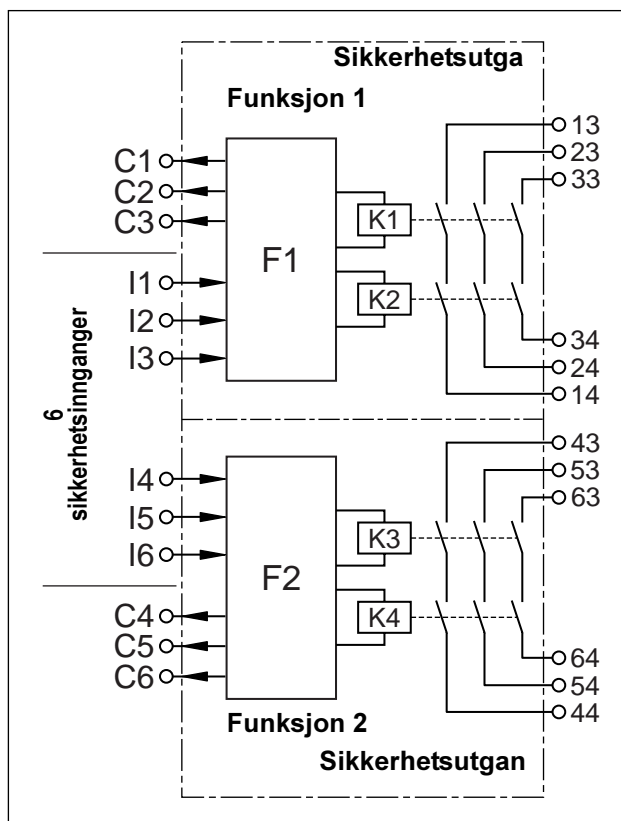 Sikkerhetsutga
Funksjon 1
C1
C2
C3
I1
I2
I3
F1
K1
K2
13
23
33
34
24
14
6
sikkerhetsinnganger
I4
I5
I6
C4
C5
C6
F2
K3
K4
43
53
63
64
54
44
Funksjon 2
Sikkerhetsutgan